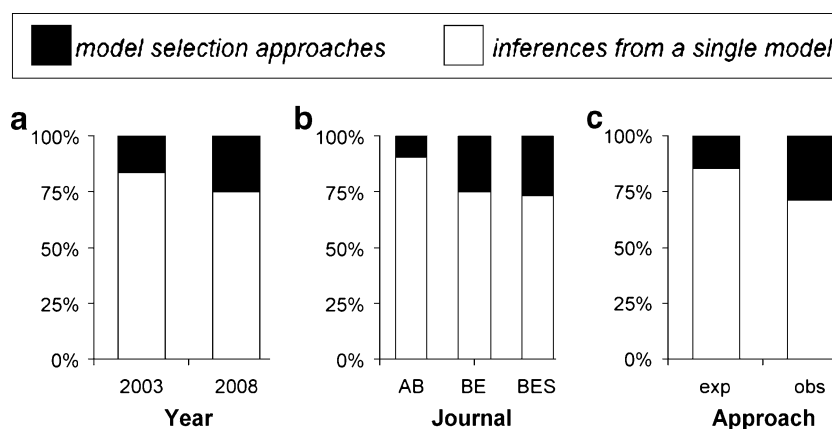 model selection approaches
inferences from a single model
a
100%
75%
50%
25%
0%
2003 2008
Year
b
100%
75%
50%
25%
0%
AB BE BES
Journal
c
100%
75%
50%
25%
0%
exp obs
Approach